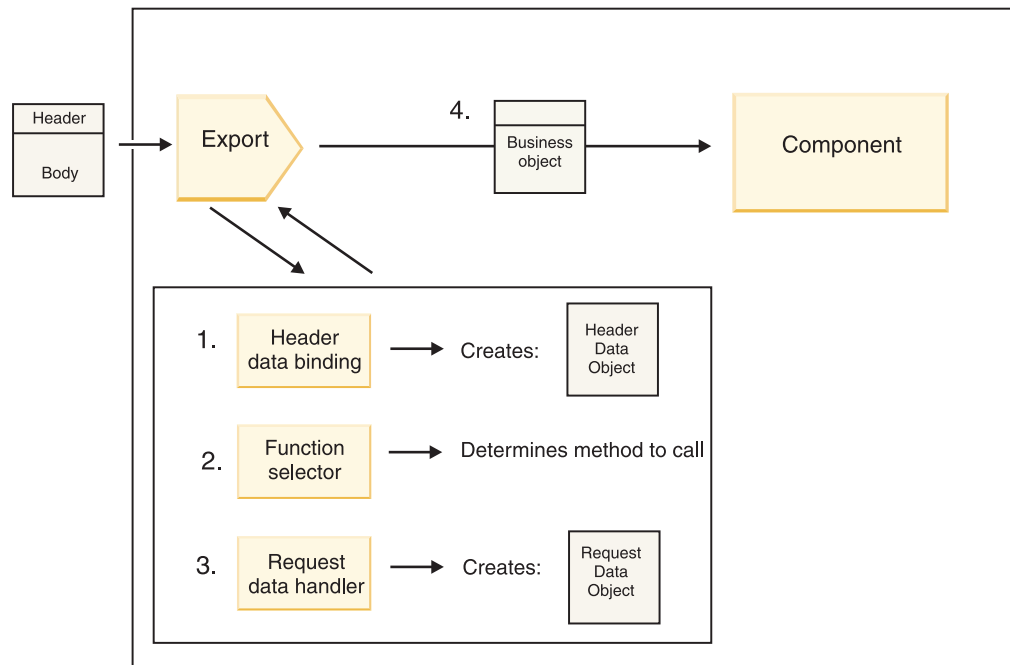 Header
Body
Export
4.
Business
object
Component
1.
Header
data binding
Creates:
Header
Data
Object
2.
Function
selector
Determines method to call
3.
Request
data handler
Creates:
Request
Data
Object